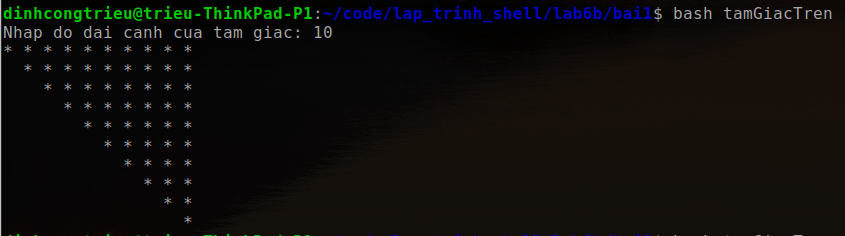 dinhcongtrieu@trieu-ThinkPad-P1:~/code/lap_trinh_shell/lab6b/bai1$ bash tamGiacTren
Nhap do dai canh cua tam giac: 10
* * * * * * * * * *
  * * * * * * * * *
    * * * * * * * *
      * * * * * * *
        * * * * * *
          * * * * *
            * * * *
              * * *
                * *
                  *